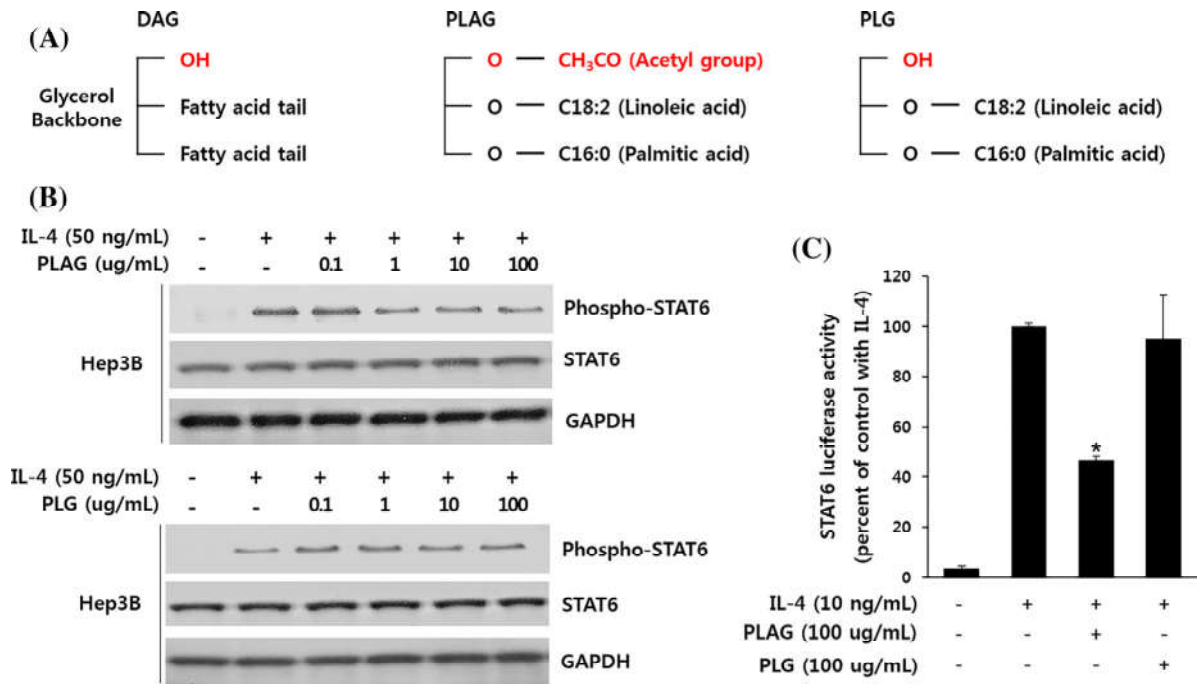 (A)
DAG PLAG PLG
OH O — CH₃CO (Acetyl group) OH
Glycerol Backbone
Fatty acid tail O — C18:2 (Linoleic acid) O — C18:2 (Linoleic acid)
Fatty acid tail O — C16:0 (Palmitic acid) O — C16:0 (Palmitic acid)
(B)
IL-4 (50 ng/mL) - + + + + +
PLAG (ug/mL) - - 0.1 1 10 100
Phospho-STAT6
Hep3B STAT6
GAPDH
IL-4 (50 ng/mL) - + + + + +
PLG (ug/mL) - - 0.1 1 10 100
Phospho-STAT6
Hep3B STAT6
GAPDH
(C)
STAT6 luciferase activity
(percent of control with IL-4)
120
100
80
60
40
20
0
*
IL-4 (10 ng/mL) - + + +
PLAG (100 ug/mL) - - + -
PLG (100 ug/mL) - - - +